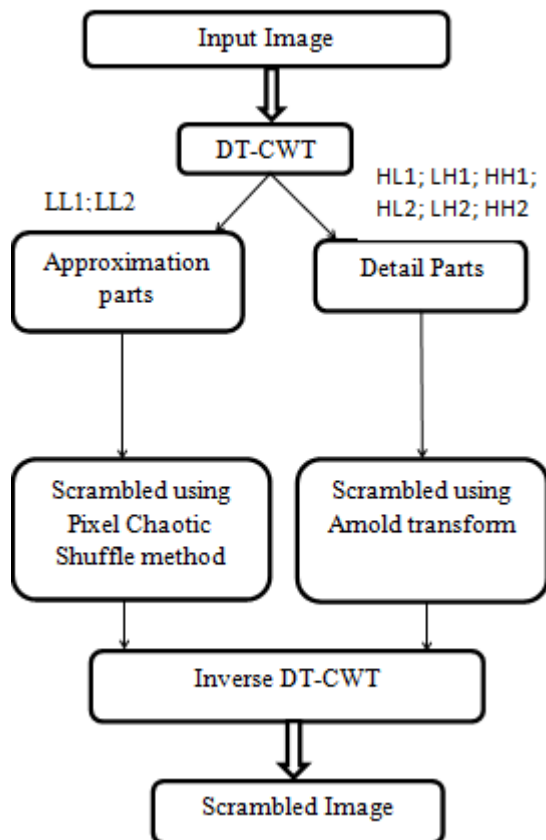 Input Image
DT-CWT
LL1; LL2
HL1; LH1; HH1;
HL2; LH2; HH2
Approximation
parts
Detail Parts
Scrambled using
Pixel Chaotic
Shuffle method
Scrambled using
Arnold transform
Inverse DT-CWT
Scrambled Image